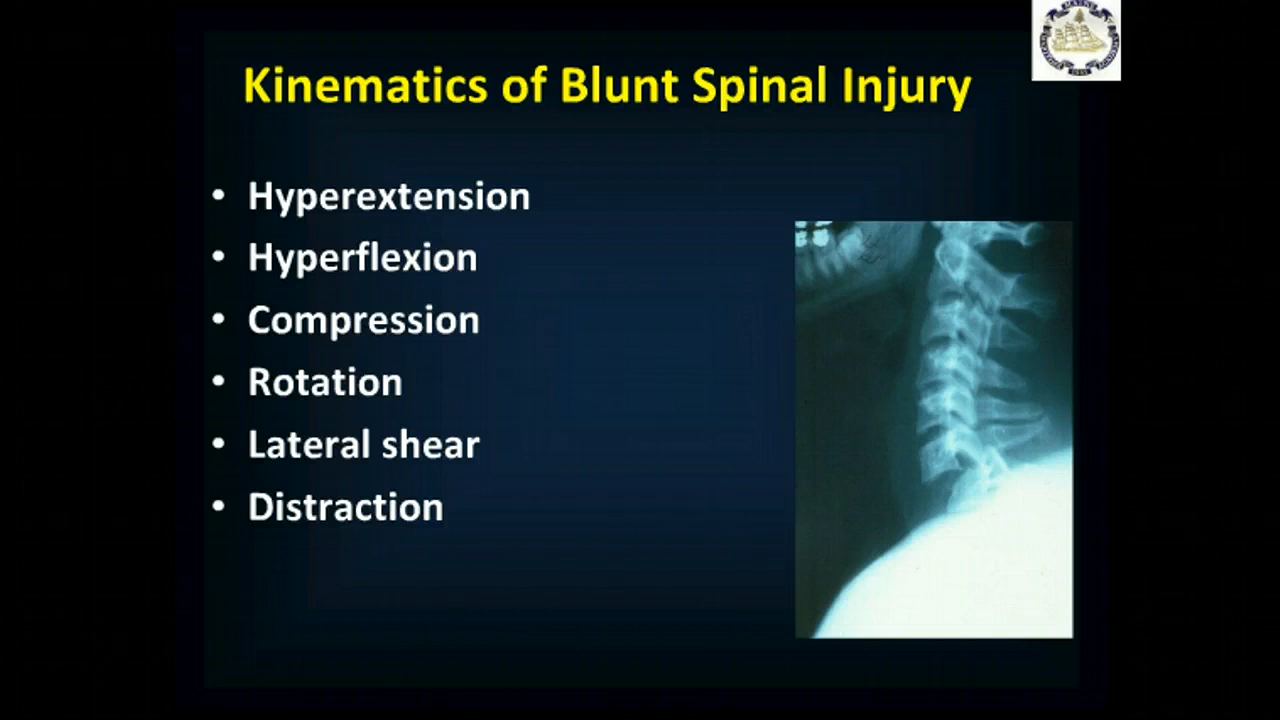 Kinematics of Blunt Spinal Injury
• Hyperextension
• Hyperflexion
• Compression
• Rotation
• Lateral shear
• Distraction